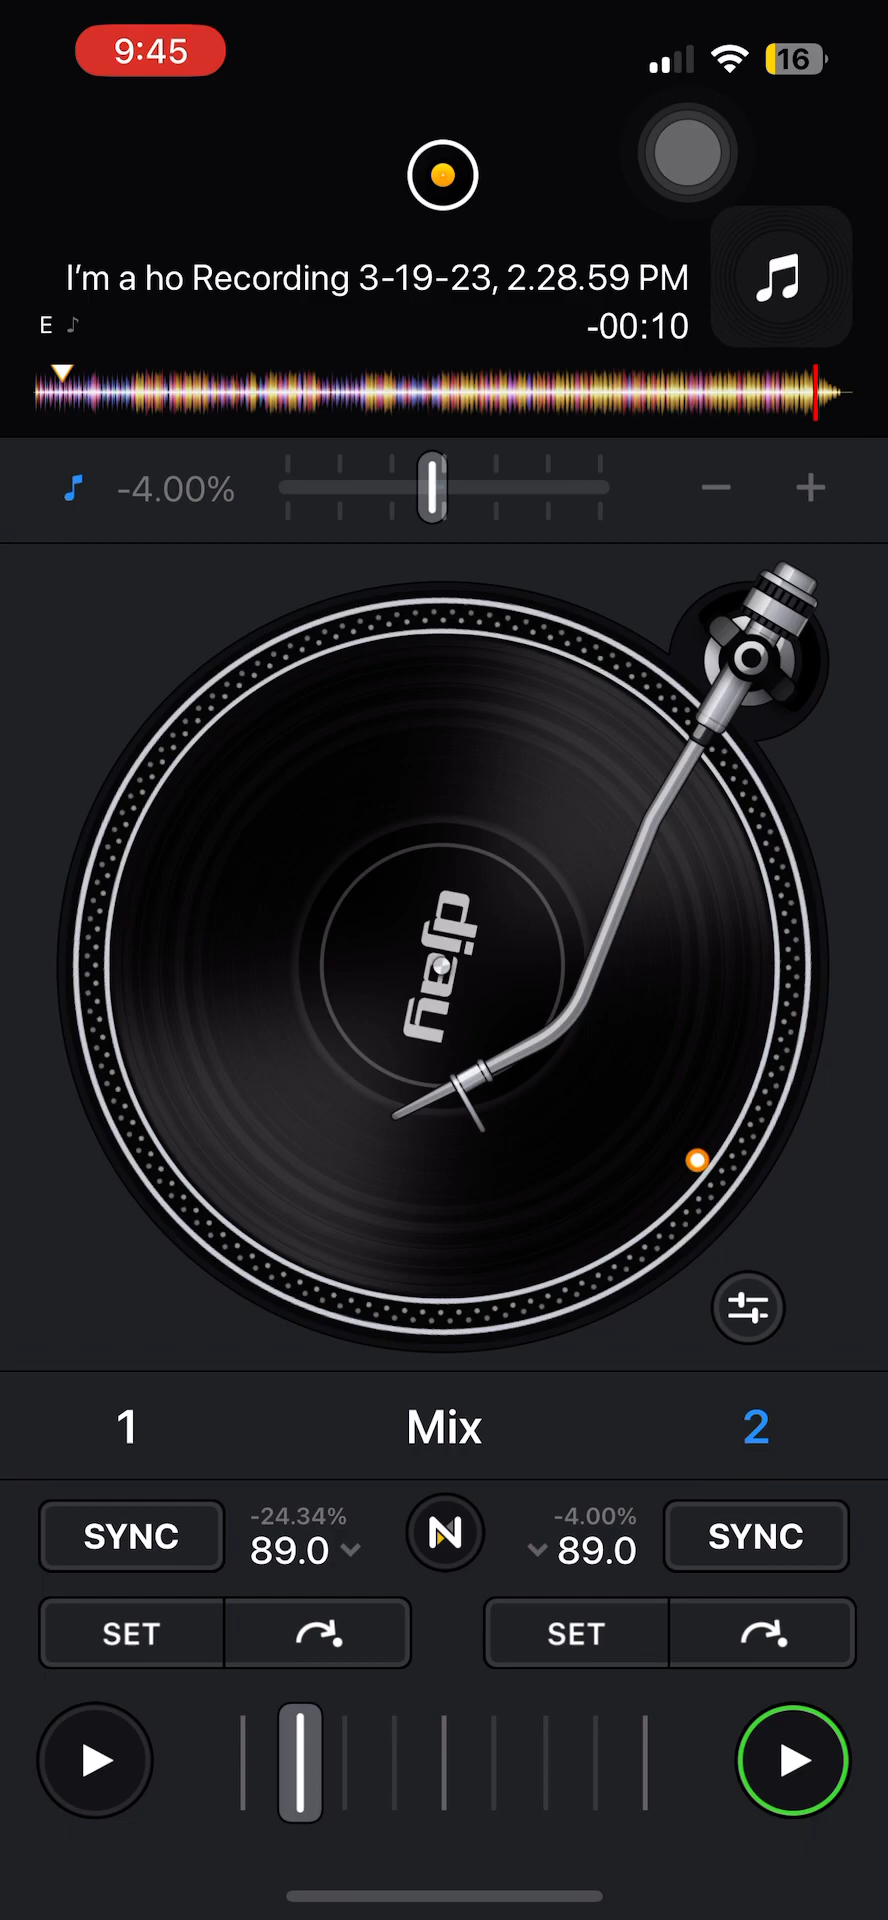 9:45
16
I'm a ho Recording 3-19-23, 2.28.59 PM
E
-00:10
-4.00%
djay
1 Mix 2
SYNC -24.34% 89.0 N -4.00% 89.0 SYNC
SET SET